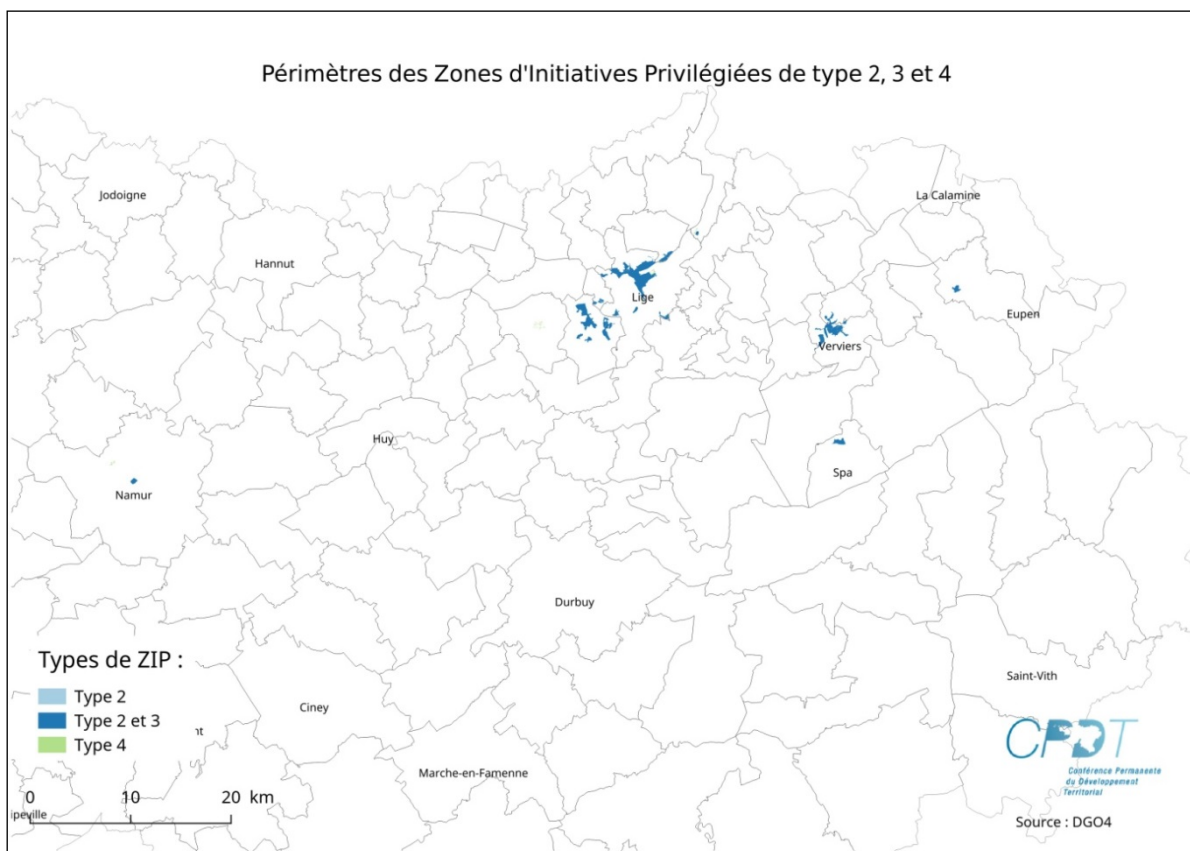 Périmètres des Zones d'Initiatives Privilégiées de type 2, 3 et 4
Jodoigne
La Calamine
Hannut
Lige
Eupen
Verviers
Huy
Spa
Namur
Durbuy
Types de ZIP :
Type 2
Type 2 et 3
Type 4
nt
Ciney
Saint-Vith
Marche-en-Famenne
CPDT
Conférence Permanente
du Développement
Territorial
0 10 20 km
ipeville
Source : DGO4